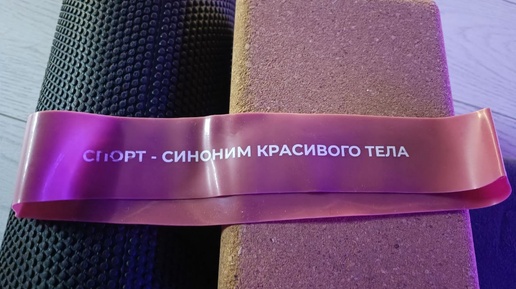 СПОРТ - СИНОНИМ КРАСИВОГО ТЕЛА